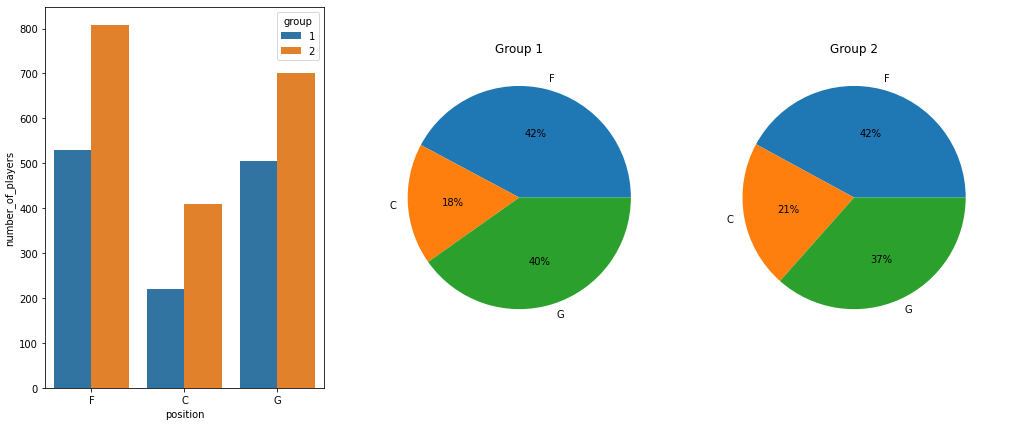 800
700
600
500
400
300
200
100
0
number_of_players
F
C
G
position
group
1
2
Group 1
F
42%
C
18%
40%
G
Group 2
F
42%
C
21%
37%
G